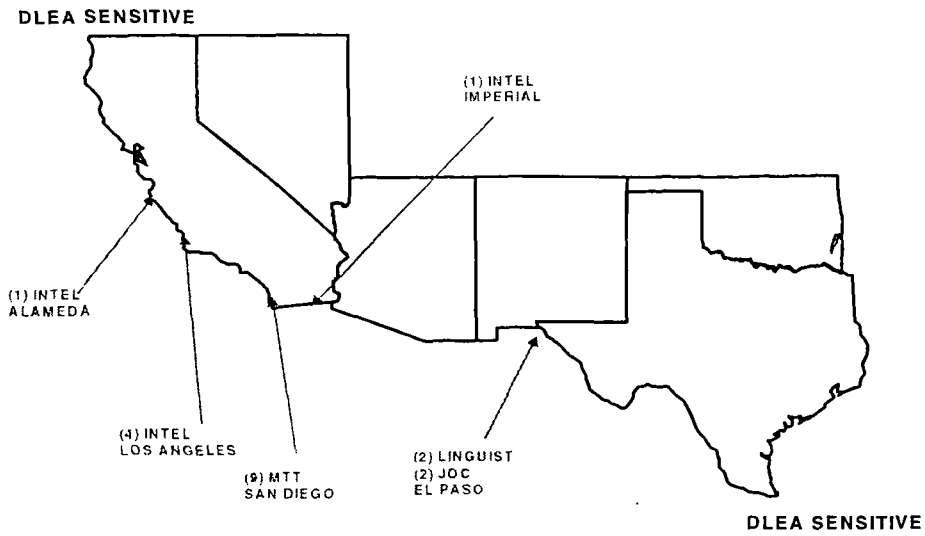 DLEA SENSITIVE
(1) INTEL
IMPERIAL
(1) INTEL
ALAMEDA
(4) INTEL
LOS ANGELES
(9) MTT
SAN DIEGO
(2) LINGUIST
(2) JOC
EL PASO
DLEA SENSITIVE